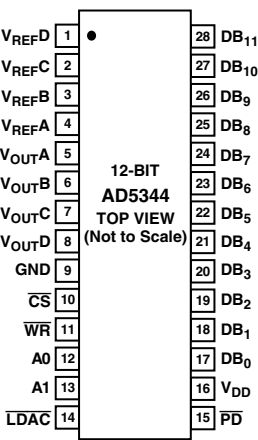 VREFD 1 28 DB11
VREFC 2 27 DB10
VREFB 3 26 DB9
VREFA 4 25 DB8
VOUTA 5 24 DB7
VOUTB 6 23 DB6
VOUTC 7 22 DB5
VOUTD 8 21 DB4
GND 9 20 DB3
CS 10 19 DB2
WR 11 18 DB1
A0 12 17 DB0
A1 13 16 VDD
LDAC 14 15 PD
12-BIT
AD5344
TOP VIEW
(Not to Scale)